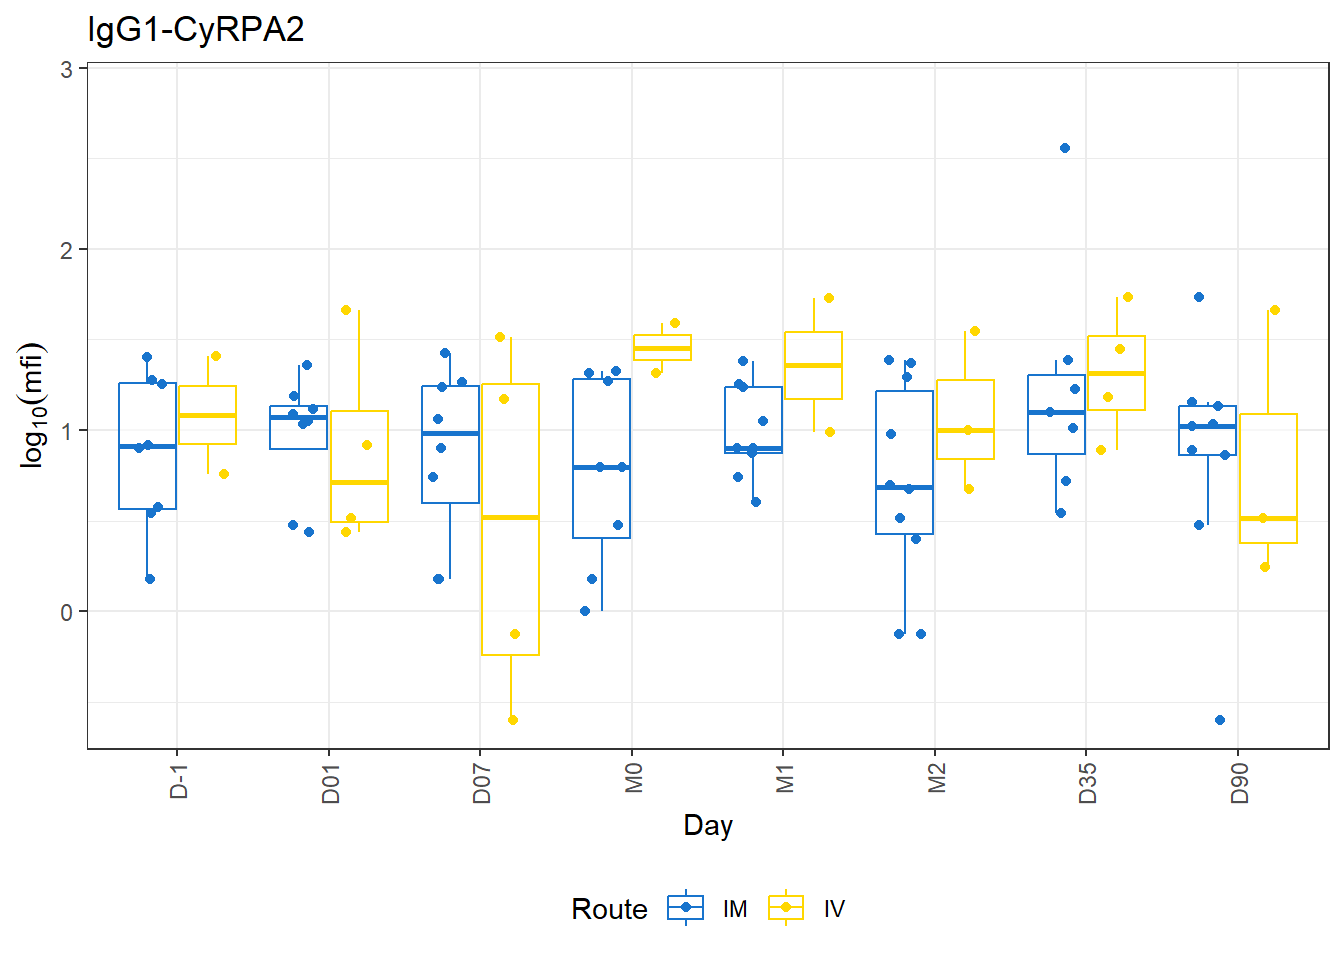 IgG1-CyRPA2
3
2
1
0
log₁₀(mfi)
D-1 D01 D07 M0 M1 M2 D35 D90
Day
Route IM IV